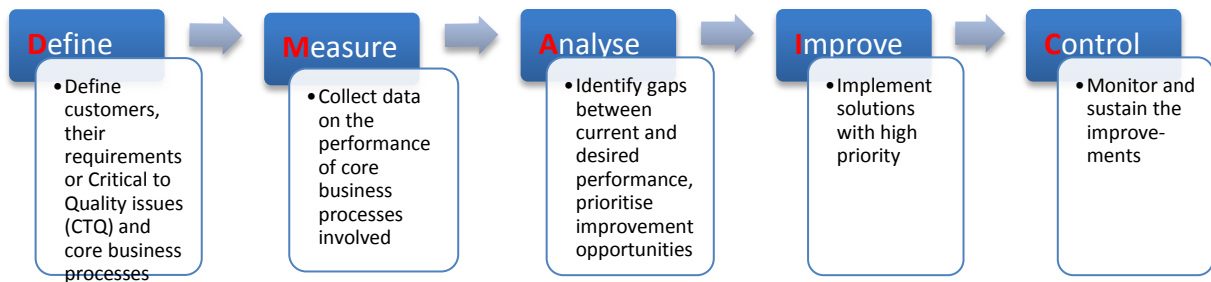 Define
•Define
customers,
their
requirements
or Critical to
Quality issues
(CTQ) and
core business
processes
Measure
•Collect data
on the
performance
of core
business
processes
involved
Analyse
•Identify gaps
between
current and
desired
performance,
prioritise
improvement
opportunities
Improve
•Implement
solutions
with high
priority
Control
•Monitor and
sustain the
improve-
ments